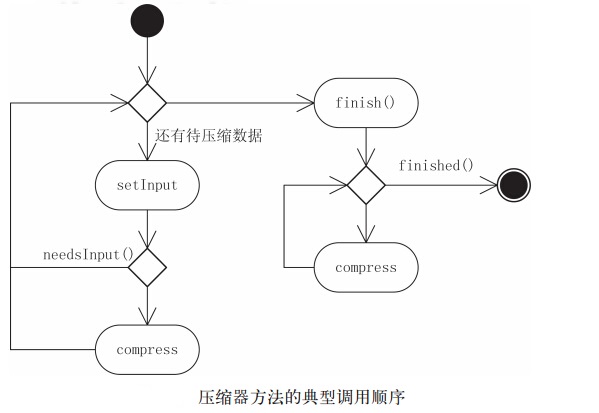 finish()
还有待压缩数据
finished()
setInput
needsInput()
compress
compress
压缩器方法的典型调用顺序